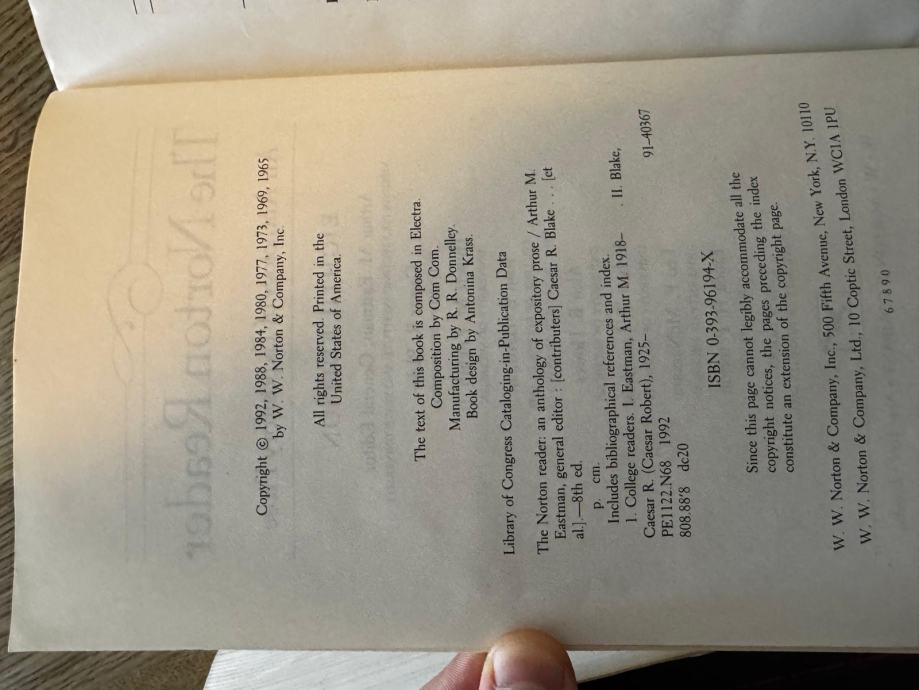 Copyright © 1992, 1988, 1984, 1980, 1977, 1973, 1969, 1965
by W. W. Norton & Company, Inc.
All rights reserved Printed in the
United States of America.
The text of this book is composed in Electra.
Composition by Com Com.
Manufacturing by R. R. Donnelley.
Book design by Antonina Krass.
Library of Congress Cataloging-in-Publication Data
The Norton reader: an anthology of expository prose / Arthur M.
Eastman, general editor : [contributers] Caesar R. Blake . . . [et
al.].—8th ed.
p. cm.
Includes bibliographical references and index.
1. College readers. I. Eastman, Arthur M. 1918– . II. Blake,
Caesar R. (Caesar Robert), 1925–
PE1122.N68 1992 91–40367
808.88'8 dc20
ISBN 0-393-96194-X
Since this page cannot legibly accommodate all the
copyright notices, the pages preceding the index
constitute an extension of the copyright page.
W. W. Norton & Company, Inc., 500 Fifth Avenue, New York, N.Y. 10110
W. W. Norton & Company, Ltd., 10 Coptic Street, London WC1A 1PU
6 7 8 9 0
The Norton Reader